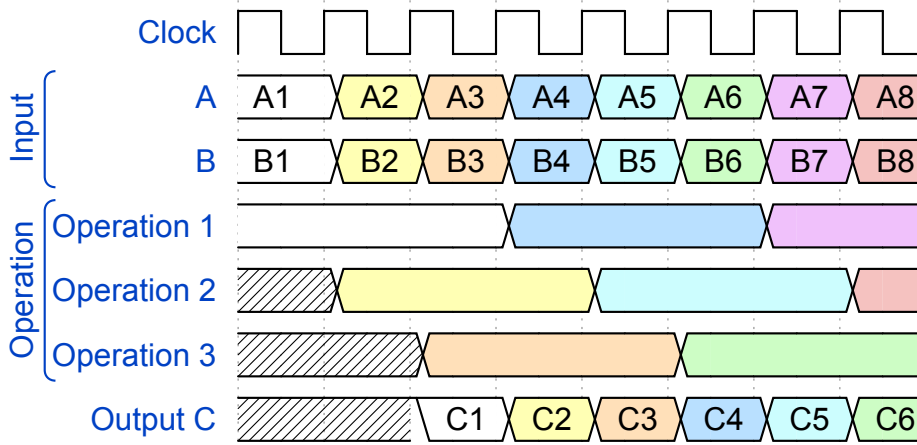 Clock
Input
A A1 A2 A3 A4 A5 A6 A7 A8
B B1 B2 B3 B4 B5 B6 B7 B8
Operation
Operation 1
Operation 2
Operation 3
Output C C1 C2 C3 C4 C5 C6